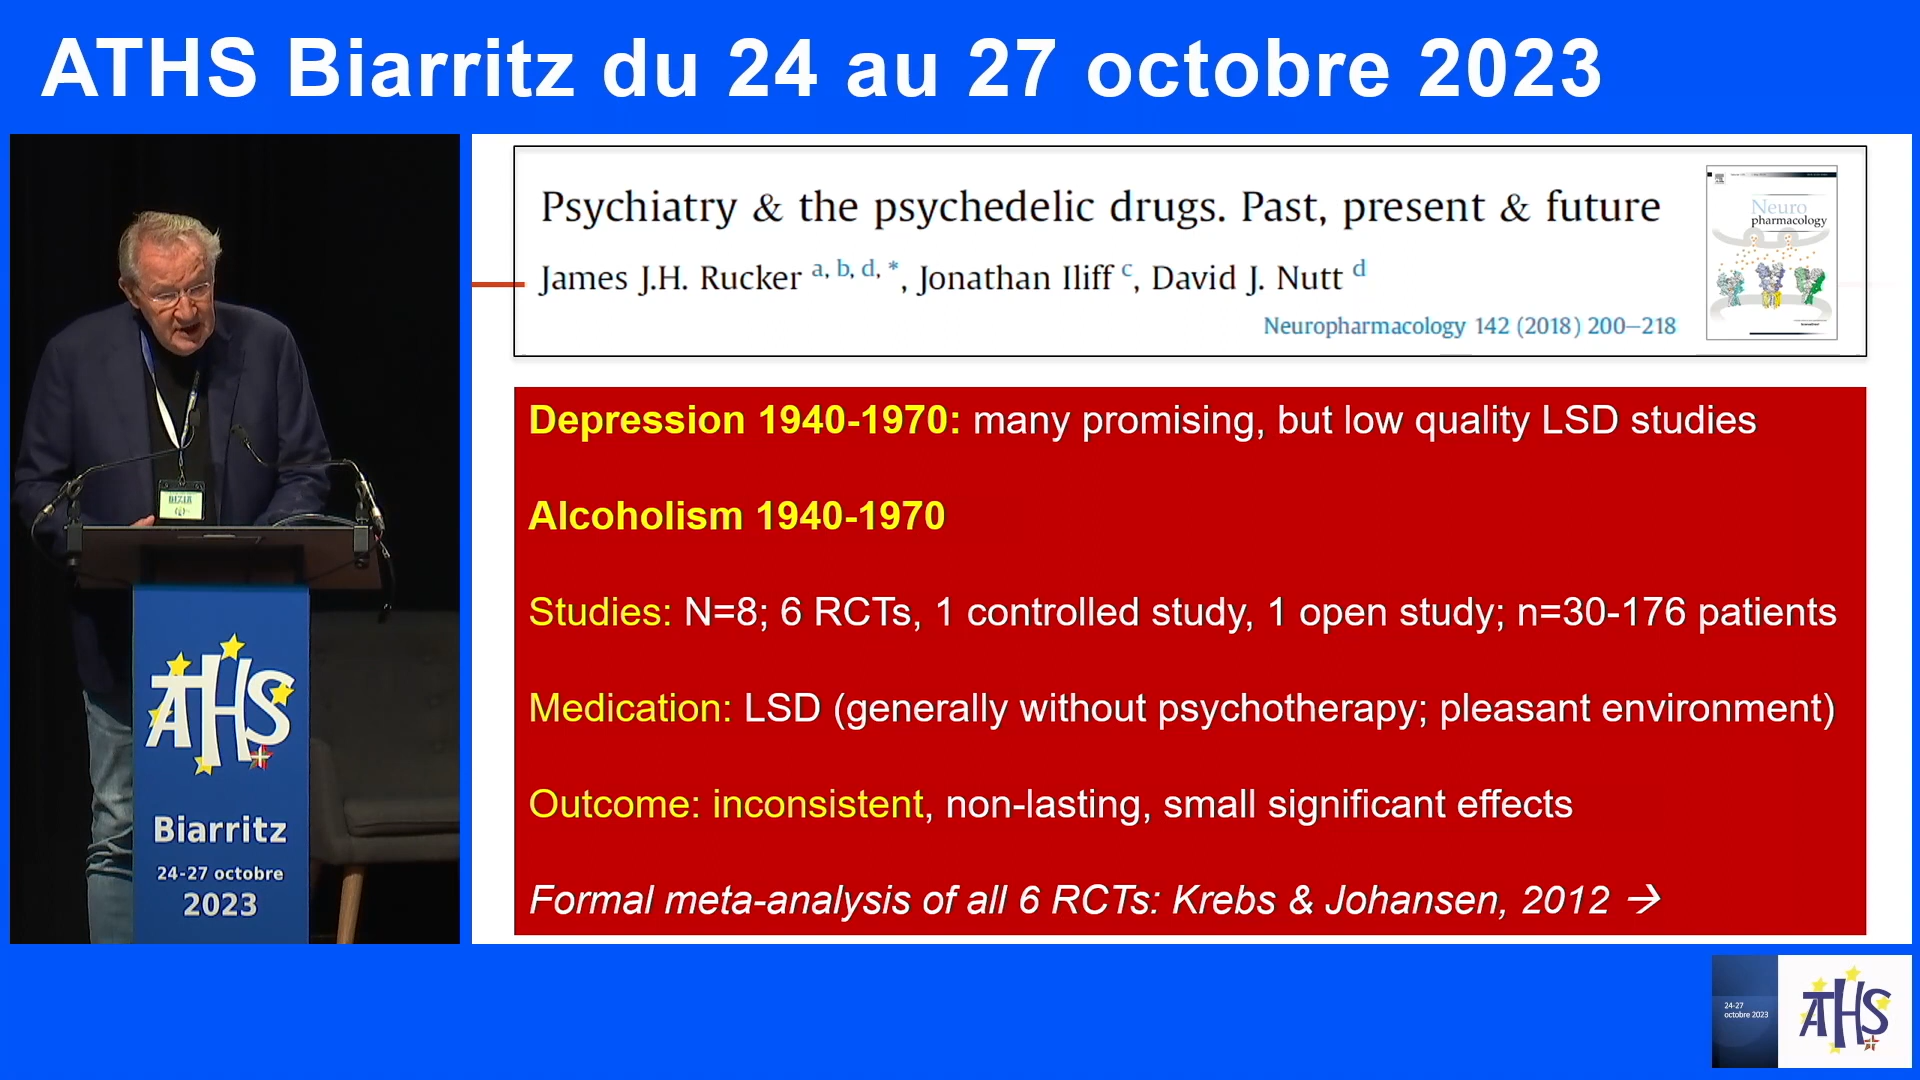 ATHS Biarritz du 24 au 27 octobre 2023
Psychiatry & the psychedelic drugs. Past, present & future
James J.H. Rucker a, b, d, *, Jonathan Iliff c, David J. Nutt d
Neuropharmacology 142 (2018) 200–218
Neuro
pharmacology
Depression 1940-1970: many promising, but low quality LSD studies
Alcoholism 1940-1970
Studies: N=8; 6 RCTs, 1 controlled study, 1 open study; n=30-176 patients
Medication: LSD (generally without psychotherapy; pleasant environment)
Outcome: inconsistent, non-lasting, small significant effects
Formal meta-analysis of all 6 RCTs: Krebs & Johansen, 2012 →
ATHS
Biarritz
24-27 octobre
2023
24-27
octobre 2023
ATHS